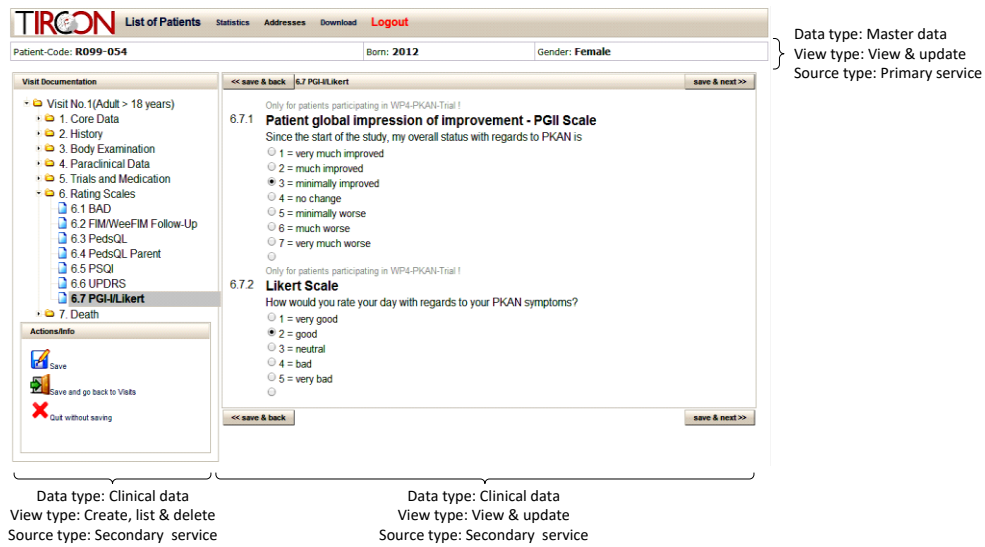 TIRCON List of Patients Statistics Addresses Download Logout
Patient-Code: R099-054 Born: 2012 Gender: Female
Data type: Master data
View type: View & update
Source type: Primary service
Visit Documentation
Visit No.1(Adult > 18 years)
1. Core Data
2. History
3. Body Examination
4. Paraclinical Data
5. Trials and Medication
6. Rating Scales
6.1 BAD
6.2 FIM/WeeFIM Follow-Up
6.3 PedsQL
6.4 PedsQL Parent
6.5 PSQI
6.6 UPDRS
6.7 PGI-I/Likert
7. Death
Actions/Info
Save
Save and go back to Visits
Quit without saving
<< save & back 6.7 PGI-I/Likert save & next >>
Only for patients participating in WP4-PKAN-Trial !
6.7.1 Patient global impression of improvement - PGII Scale
Since the start of the study, my overall status with regards to PKAN is
1 = very much improved
2 = much improved
3 = minimally improved
4 = no change
5 = minimally worse
6 = much worse
7 = very much worse
Only for patients participating in WP4-PKAN-Trial !
6.7.2 Likert Scale
How would you rate your day with regards to your PKAN symptoms?
1 = very good
2 = good
3 = neutral
4 = bad
5 = very bad
<< save & back save & next >>
Data type: Clinical data
View type: Create, list & delete
Source type: Secondary service
Data type: Clinical data
View type: View & update
Source type: Secondary service